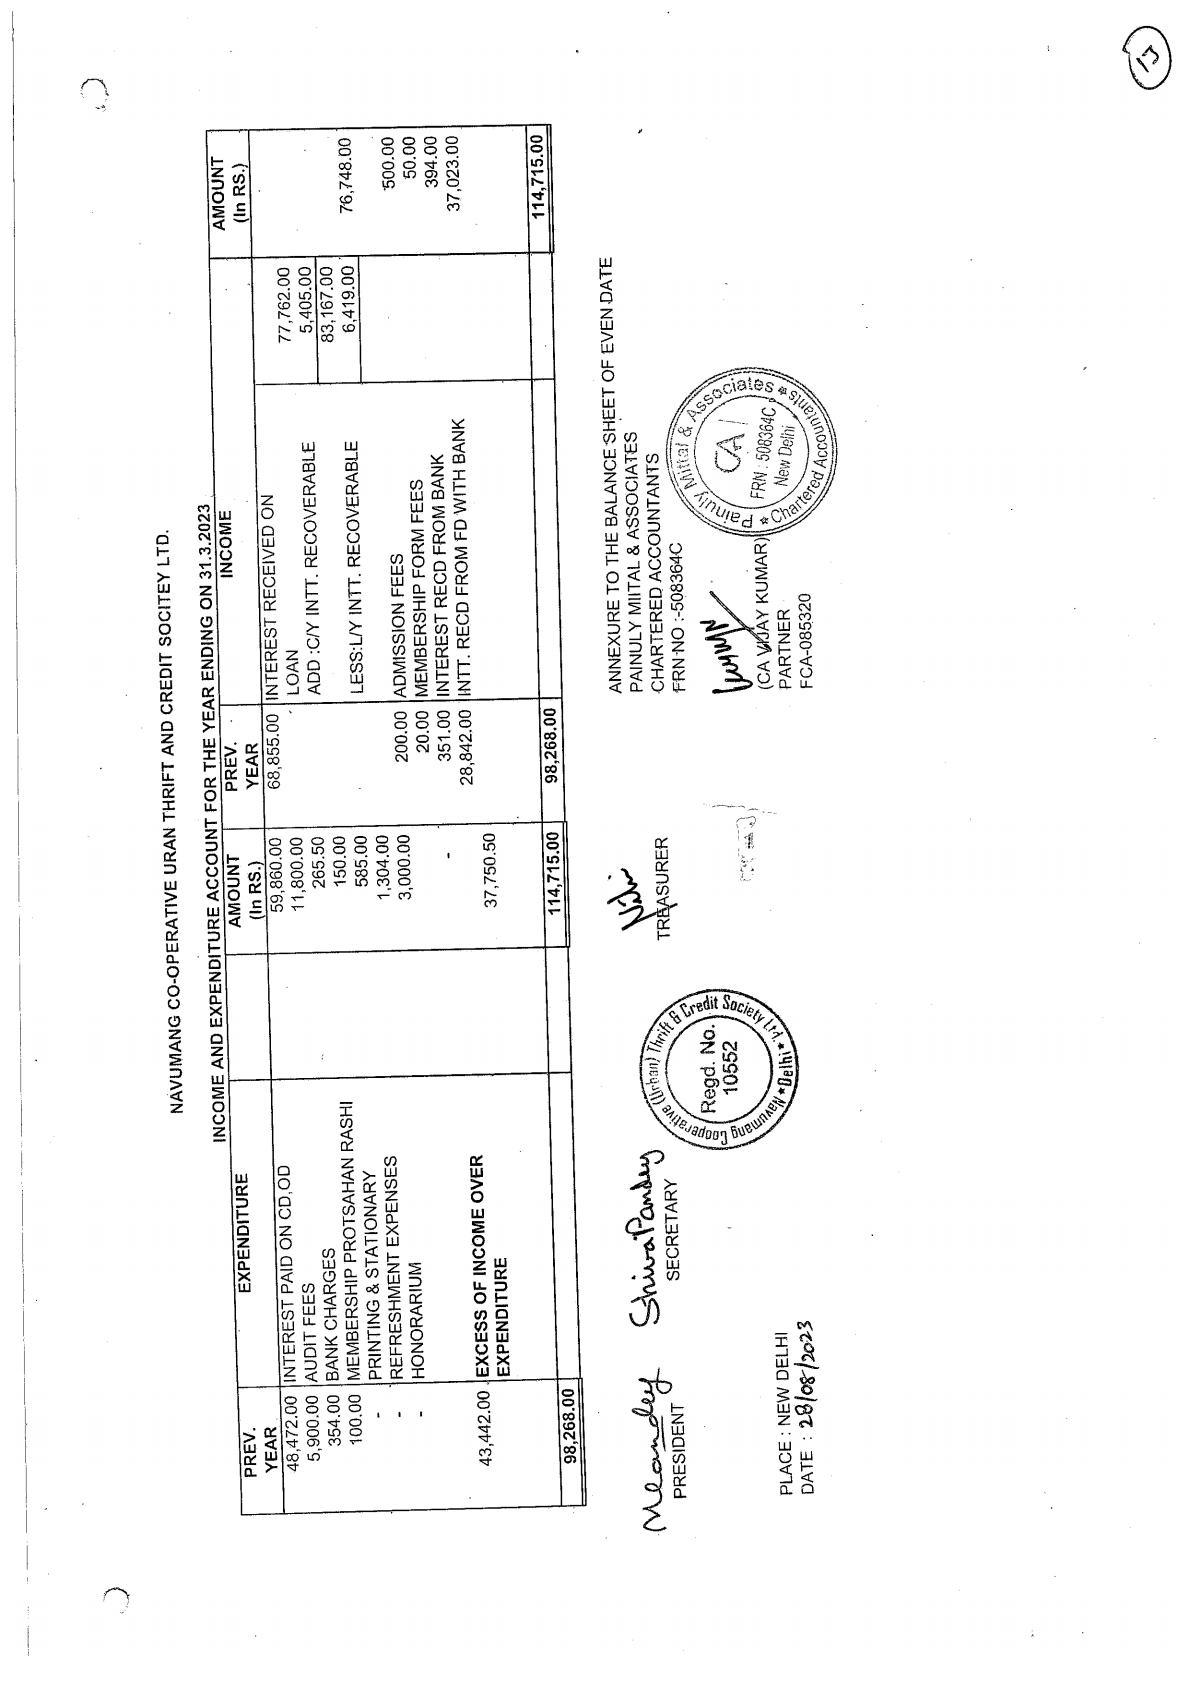 NAVUMANG CO-OPERATIVE URAN THRIFT AND CREDIT SOCITEY LTD.
INCOME AND EXPENDITURE ACCOUNT FOR THE YEAR ENDING ON 31.3.2023
PREV. YEAR EXPENDITURE AMOUNT (In RS.) PREV. YEAR INCOME AMOUNT (In RS.)
48,472.00 INTEREST PAID ON CD,OD 59,860.00 68,855.00 INTEREST RECEIVED ON
5,900.00 AUDIT FEES 11,800.00 LOAN 77,762.00
354.00 BANK CHARGES 265.50 ADD :C/Y INTT. RECOVERABLE 5,405.00
100.00 MEMBERSHIP PROTSAHAN RASHI 150.00 83,167.00
- PRINTING & STATIONARY 585.00 LESS:L/Y INTT. RECOVERABLE 6,419.00 76,748.00
- REFRESHMENT EXPENSES 1,304.00
- HONORARIUM 3,000.00 200.00 ADMISSION FEES 500.00
20.00 MEMBERSHIP FORM FEES 50.00
- 351.00 INTEREST RECD FROM BANK 394.00
28,842.00 INTT. RECD FROM FD WITH BANK 37,023.00
43,442.00 EXCESS OF INCOME OVER 37,750.50
EXPENDITURE
98,268.00 114,715.00 98,268.00 114,715.00
ANNEXURE TO THE BALANCE SHEET OF EVEN DATE
PAINULY MIITAL & ASSOCIATES
CHARTERED ACCOUNTANTS
FRN-NO :-508364C
Shiva Pandey
PRESIDENT SECRETARY TREASURER
Navumang Cooperative (Urban) Thrift & Credit Society Ltd. * Delhi *
Regd. No.
10552
(CA VIJAY KUMAR)
PARTNER
FCA-085320
Painuly Mittal & Associates * Chartered Accountants *
CA
FRN : 508364C
New Delhi
PLACE : NEW DELHI
DATE : 28/08/2023